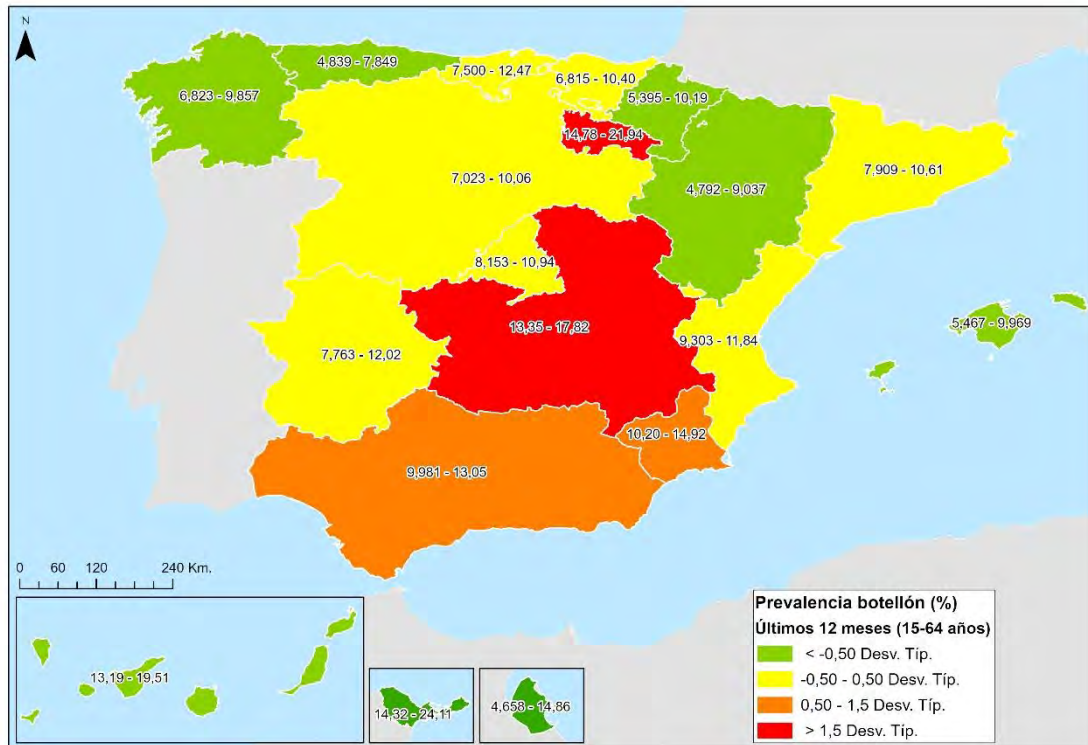 N
4,839 - 7,849
7,500 - 12,47
6,815 - 10,40
6,823 - 9,857
5,395 - 10,19
14,78 - 21,94
7,909 - 10,61
7,023 - 10,06
4,792 - 9,037
8,153 - 10,94
13,35 - 17,82
5,467 - 9,969
9,303 - 11,84
7,763 - 12,02
10,20 - 14,92
9,981 - 13,05
0 60 120 240 Km.
13,19 - 19,51
14,32 - 24,11
4,658 - 14,86
Prevalencia botellón (%)
Últimos 12 meses (15-64 años)
< -0,50 Desv. Típ.
-0,50 - 0,50 Desv. Típ.
0,50 - 1,5 Desv. Típ.
> 1,5 Desv. Típ.